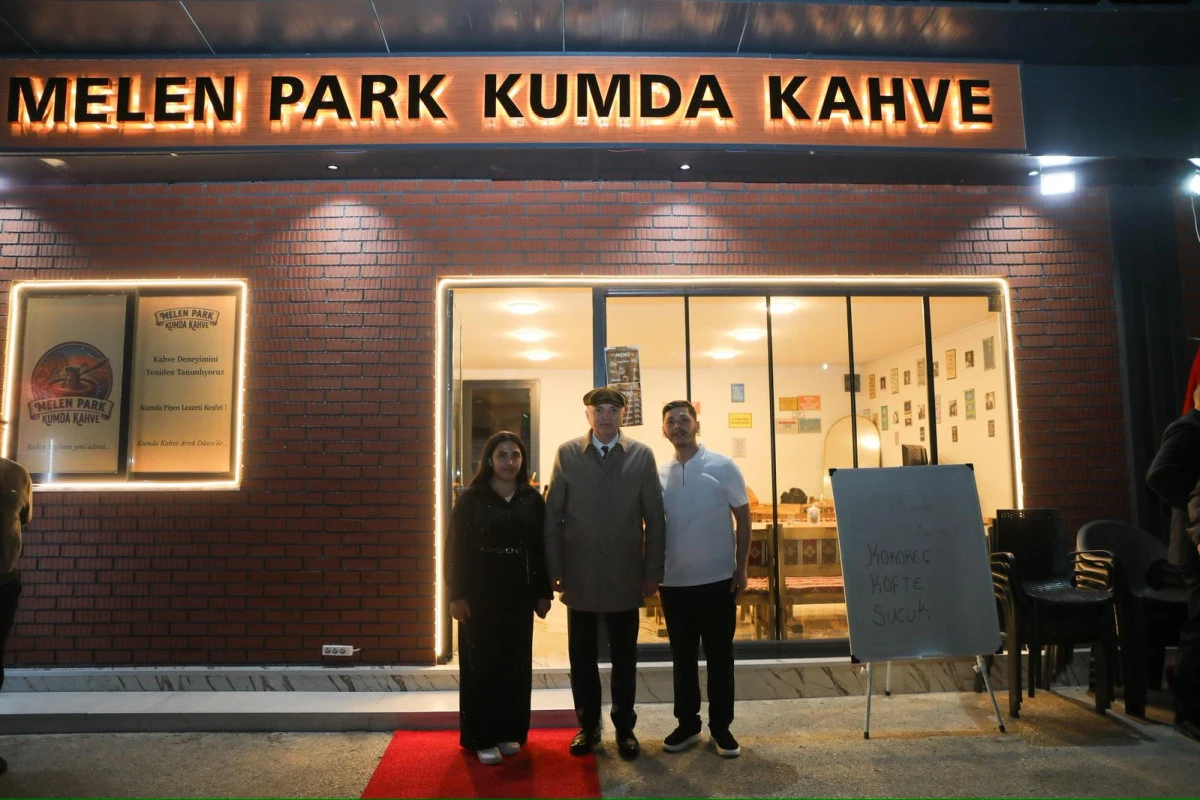 MELEN PARK KUMDA KAHVE
MELEN PARK
KUMDA KAHVE
MELEN PARK
KUMDA KAHVE
Kahve Deneyimini
Yeniden Tanımlıyoruz
Kumda Pişen Lezzeti Keşfet !
Kumda Kahve Artık Düzce'de...
MENÜ
KOKOREÇ
KÖFTE
SUCUK